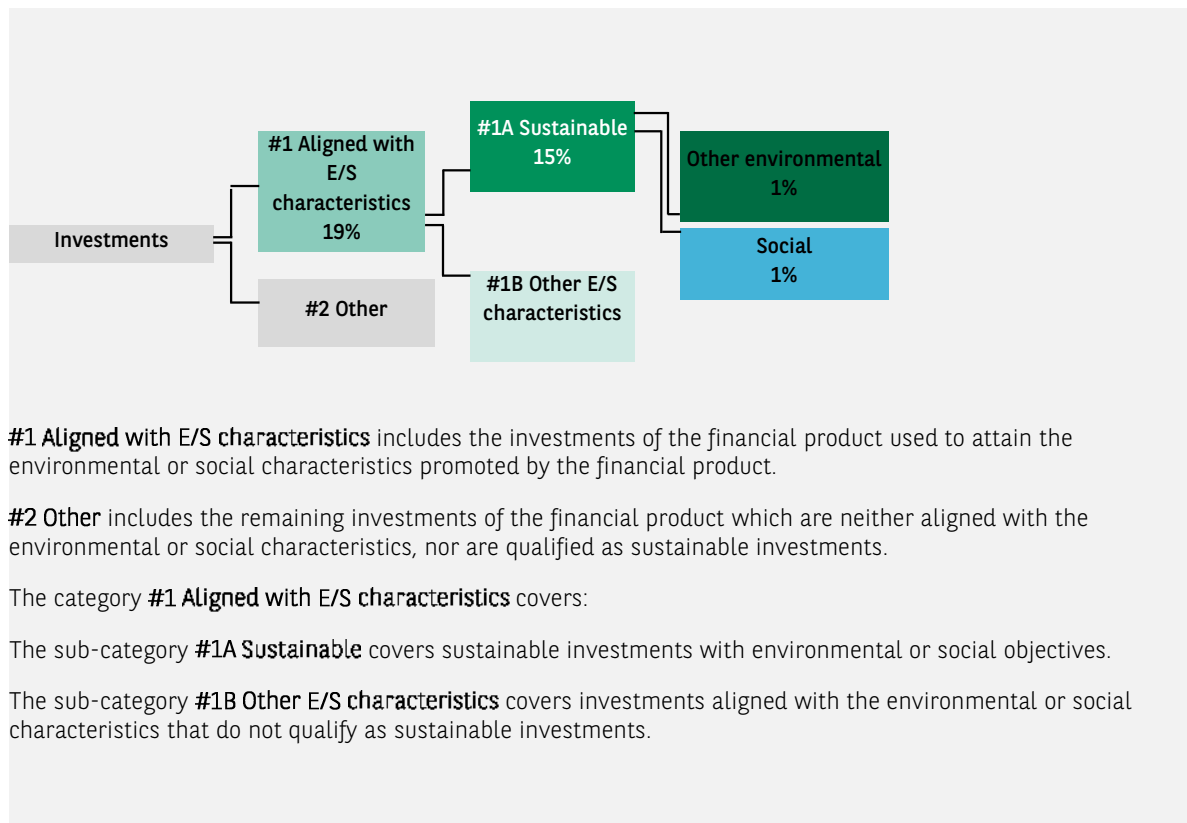 #1A Sustainable
15%
#1 Aligned with
E/S
characteristics
19%
Other environmental
1%
Investments
Social
1%
#2 Other
#1B Other E/S
characteristics
#1 Aligned with E/S characteristics includes the investments of the financial product used to attain the
environmental or social characteristics promoted by the financial product.
#2 Other includes the remaining investments of the financial product which are neither aligned with the
environmental or social characteristics, nor are qualified as sustainable investments.
The category #1 Aligned with E/S characteristics covers:
The sub-category #1A Sustainable covers sustainable investments with environmental or social objectives.
The sub-category #1B Other E/S characteristics covers investments aligned with the environmental or social
characteristics that do not qualify as sustainable investments.